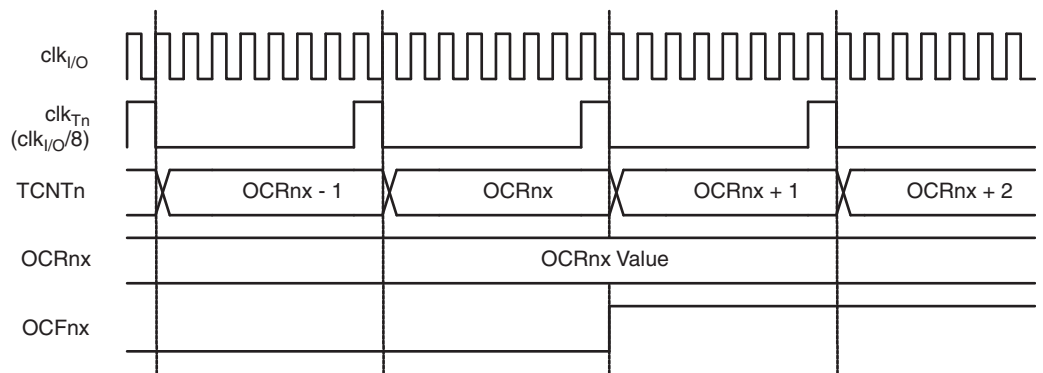 clkI/O
clkTn
(clkI/O/8)
TCNTn OCRnx - 1 OCRnx OCRnx + 1 OCRnx + 2
OCRnx OCRnx Value
OCFnx